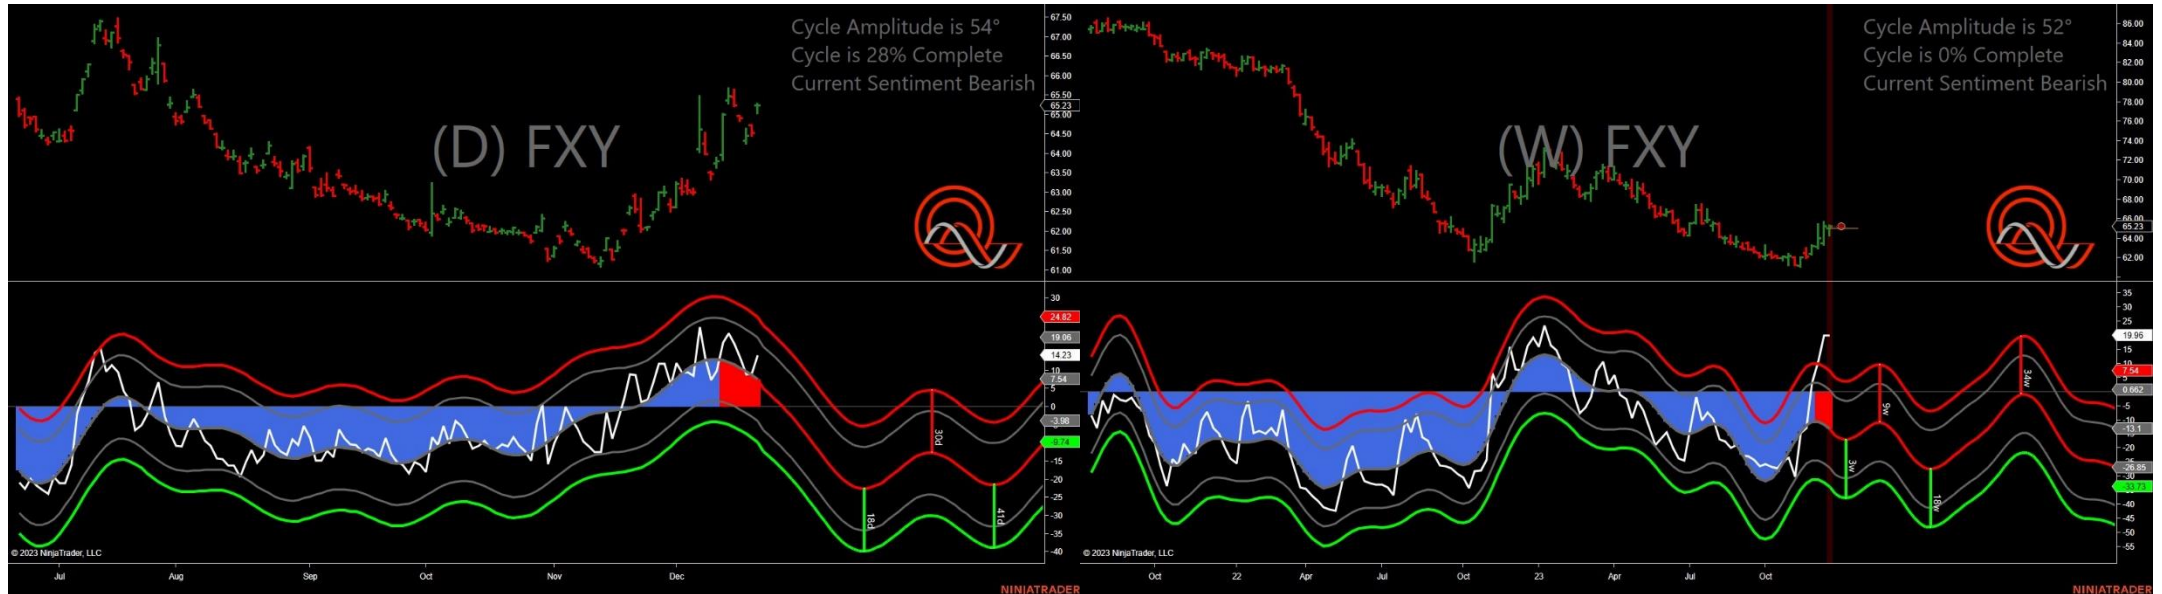 Cycle Amplitude is 54°
Cycle is 28% Complete
Current Sentiment Bearish
(D) FXY
67.50
67.00
66.50
66.00
65.50
65.23
65.00
64.50
64.00
63.50
63.00
62.50
62.00
61.50
61.00
30
24.82
19.06
14.23
10
7.54
5
0
-3.98
-9.74
-15
-20
-25
-30
-35
-40
18d
30d
41d
© 2023 NinjaTrader, LLC
Jul
Aug
Sep
Oct
Nov
Dec
NINJATRADER
Cycle Amplitude is 52°
Cycle is 0% Complete
Current Sentiment Bearish
(W) FXY
86.00
84.00
82.00
80.00
78.00
76.00
74.00
72.00
70.00
68.00
66.00
65.23
64.00
62.00
35
30
25
19.96
15
10
7.54
0.662
-5
-13.1
-20
-26.85
-33.73
-40
-45
-50
-55
3w
9w
18w
34w
© 2023 NinjaTrader, LLC
Oct
22
Apr
Jul
Oct
23
Apr
Jul
Oct
NINJATRADER